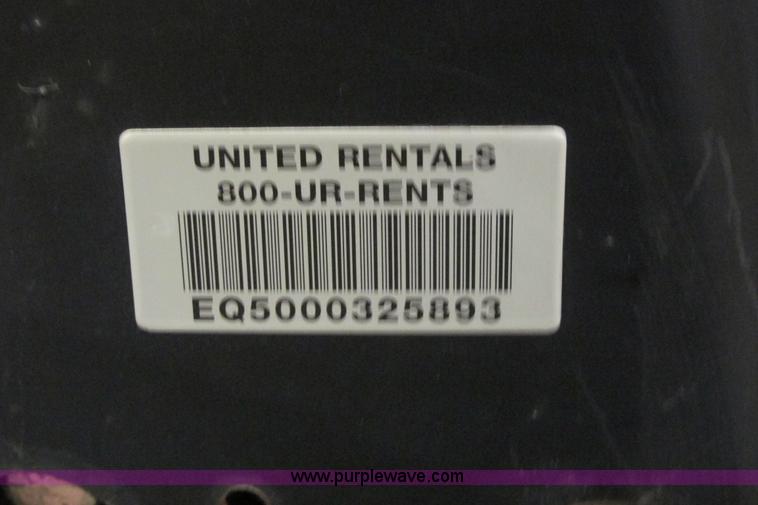 UNITED RENTALS
800-UR-RENTS
EQ5000325893
www.purplewave.com